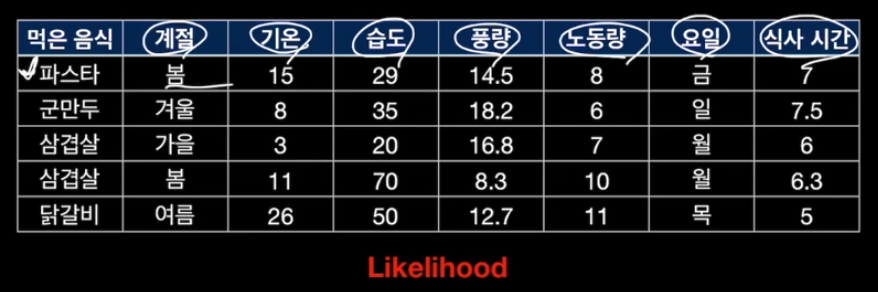 먹은 음식 계절 기온 습도 풍량 노동량 요일 식사 시간
파스타 봄 15 29 14.5 8 금 7
군만두 겨울 8 35 18.2 6 일 7.5
삼겹살 가을 3 20 16.8 7 월 6
삼겹살 봄 11 70 8.3 10 월 6.3
닭갈비 여름 26 50 12.7 11 목 5
Likelihood